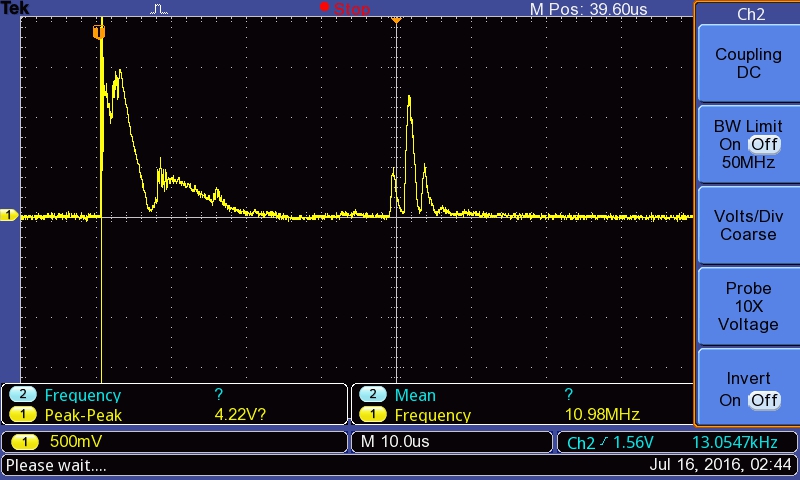 Tek
Stop
M Pos: 39.60us
Ch2
Coupling
DC
BW Limit
On Off
50MHz
Volts/Div
Coarse
Probe
10X
Voltage
Invert
On Off
T
1
2 Frequency ?
1 Peak-Peak 4.22V?
2 Mean ?
1 Frequency 10.98MHz
1 500mV
M 10.0us
Ch2 1.56V 13.0547kHz
Please wait....
Jul 16, 2016, 02:44